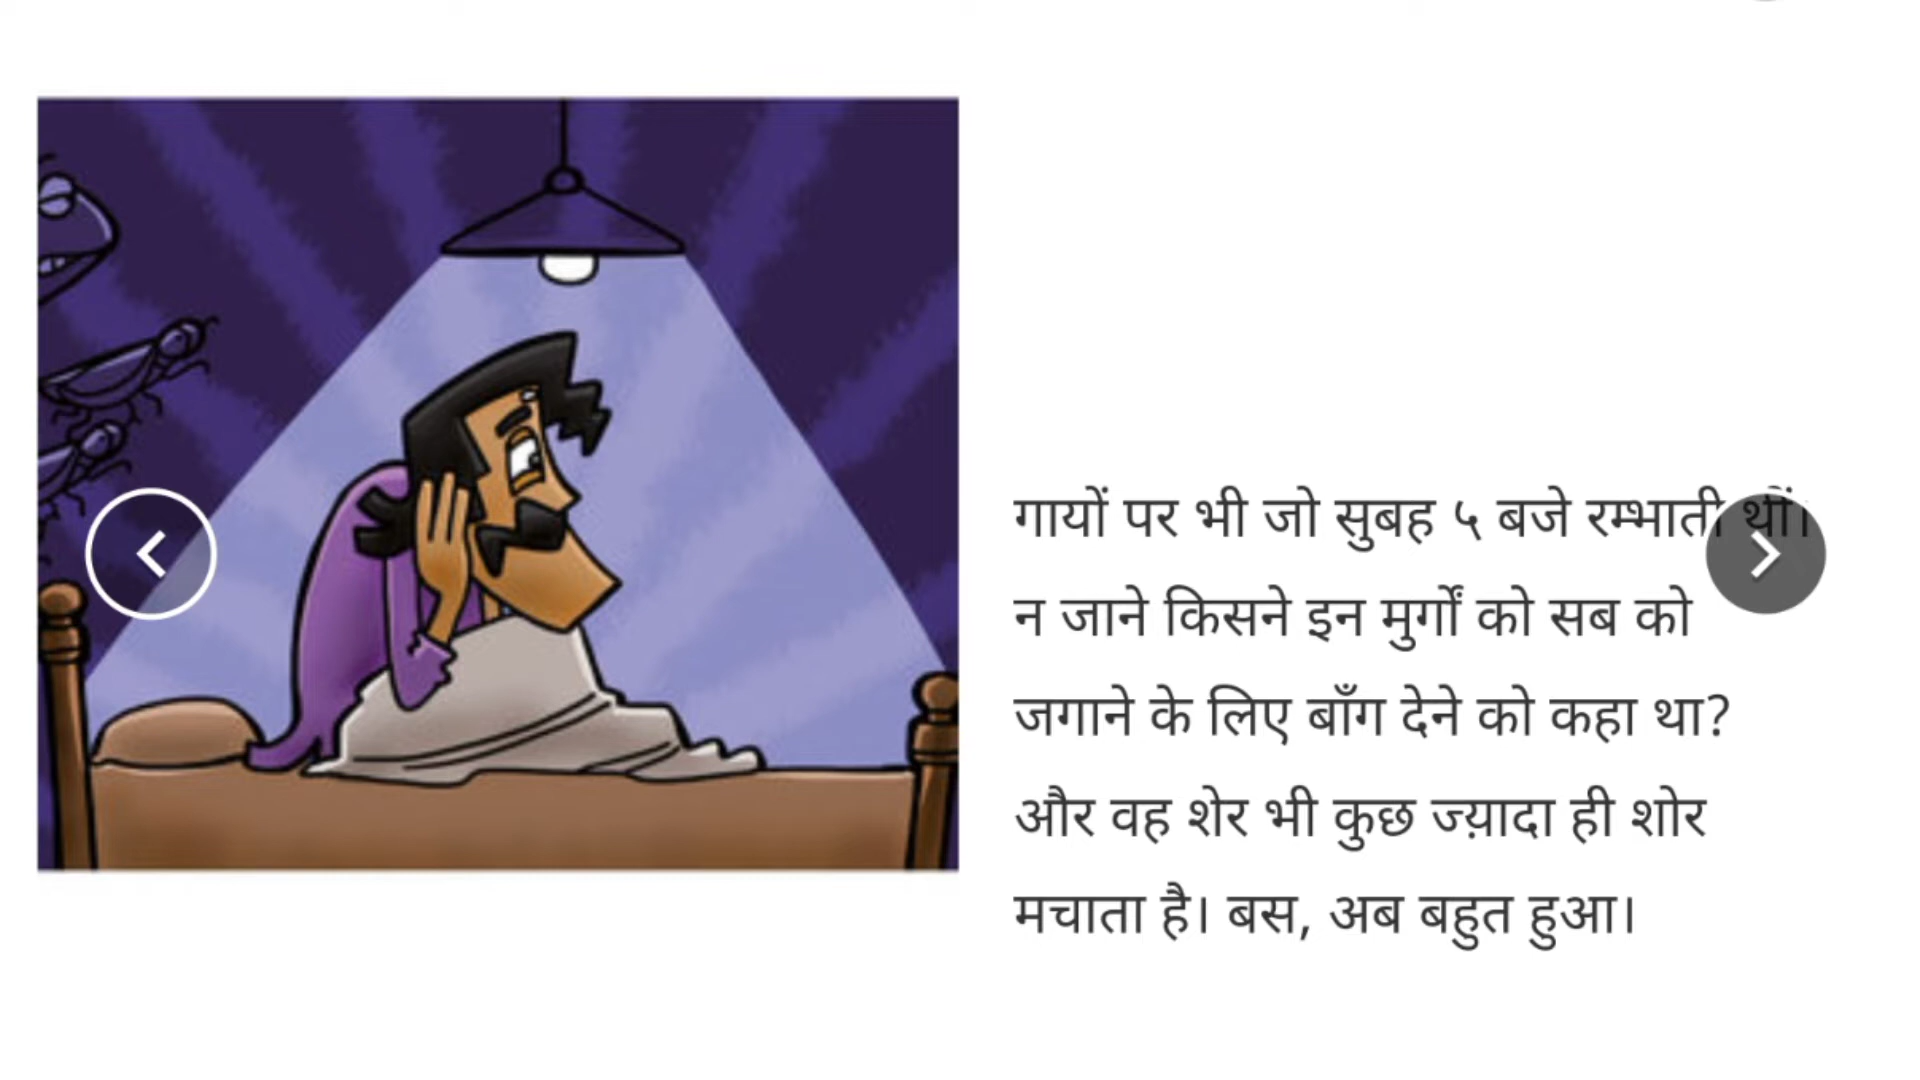 गायों पर भी जो सुबह ५ बजे रम्भाती थीं।
न जाने किसने इन मुर्गों को सब को
जगाने के लिए बाँग देने को कहा था?
और वह शेर भी कुछ ज्य़ादा ही शोर
मचाता है। बस, अब बहुत हुआ।